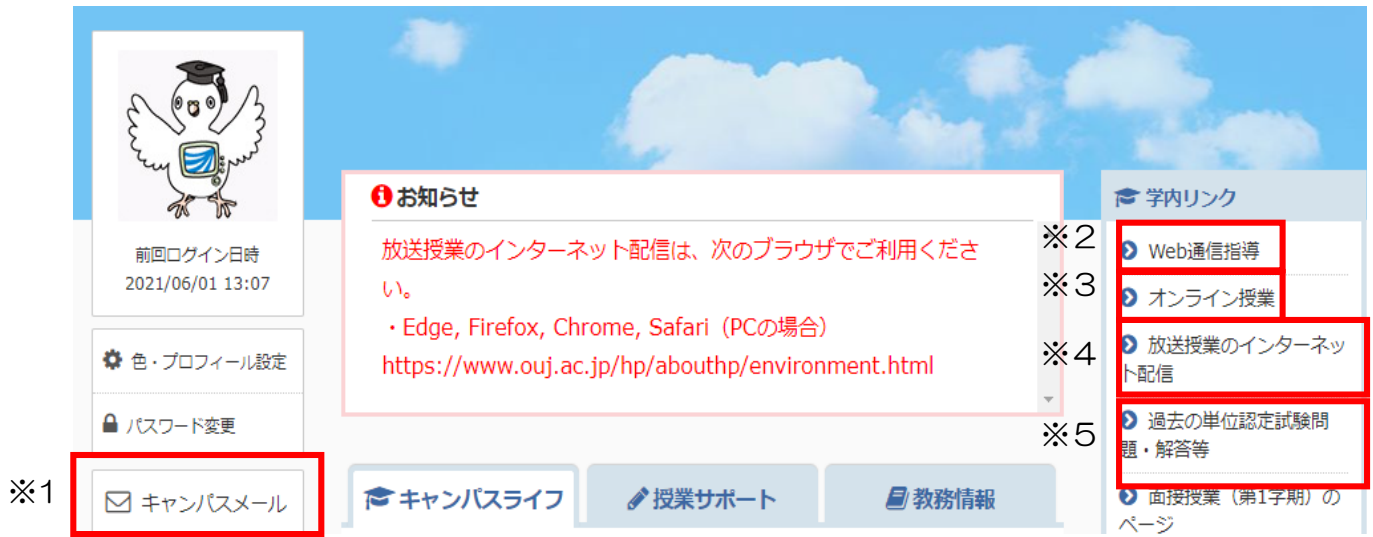 前回ログイン日時
2021/06/01 13:07
色・プロフィール設定
パスワード変更
※1
キャンパスメール
お知らせ
放送授業のインターネット配信は、次のブラウザでご利用くださ
い。
・Edge, Firefox, Chrome, Safari（PCの場合）
https://www.ouj.ac.jp/hp/abouthp/environment.html
キャンパスライフ
授業サポート
教務情報
学内リンク
※2
Web通信指導
※3
オンライン授業
※4
放送授業のインターネッ
ト配信
※5
過去の単位認定試験問
題・解答等
面接授業（第1学期）の
ページ